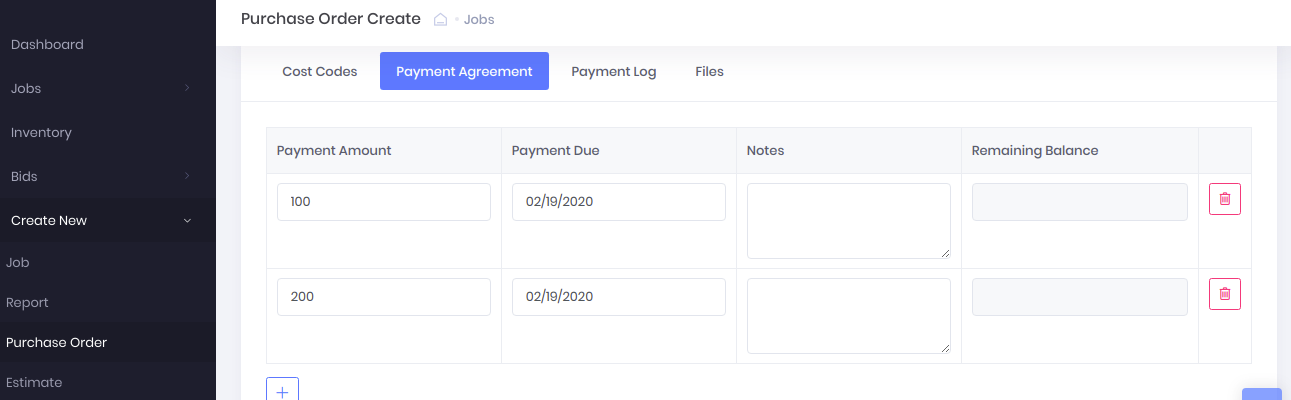 Purchase Order Create • Jobs
Dashboard
Jobs
Inventory
Bids
Create New
Job
Report
Purchase Order
Estimate
Cost Codes Payment Agreement Payment Log Files
Payment Amount Payment Due Notes Remaining Balance
100 02/19/2020
200 02/19/2020
+